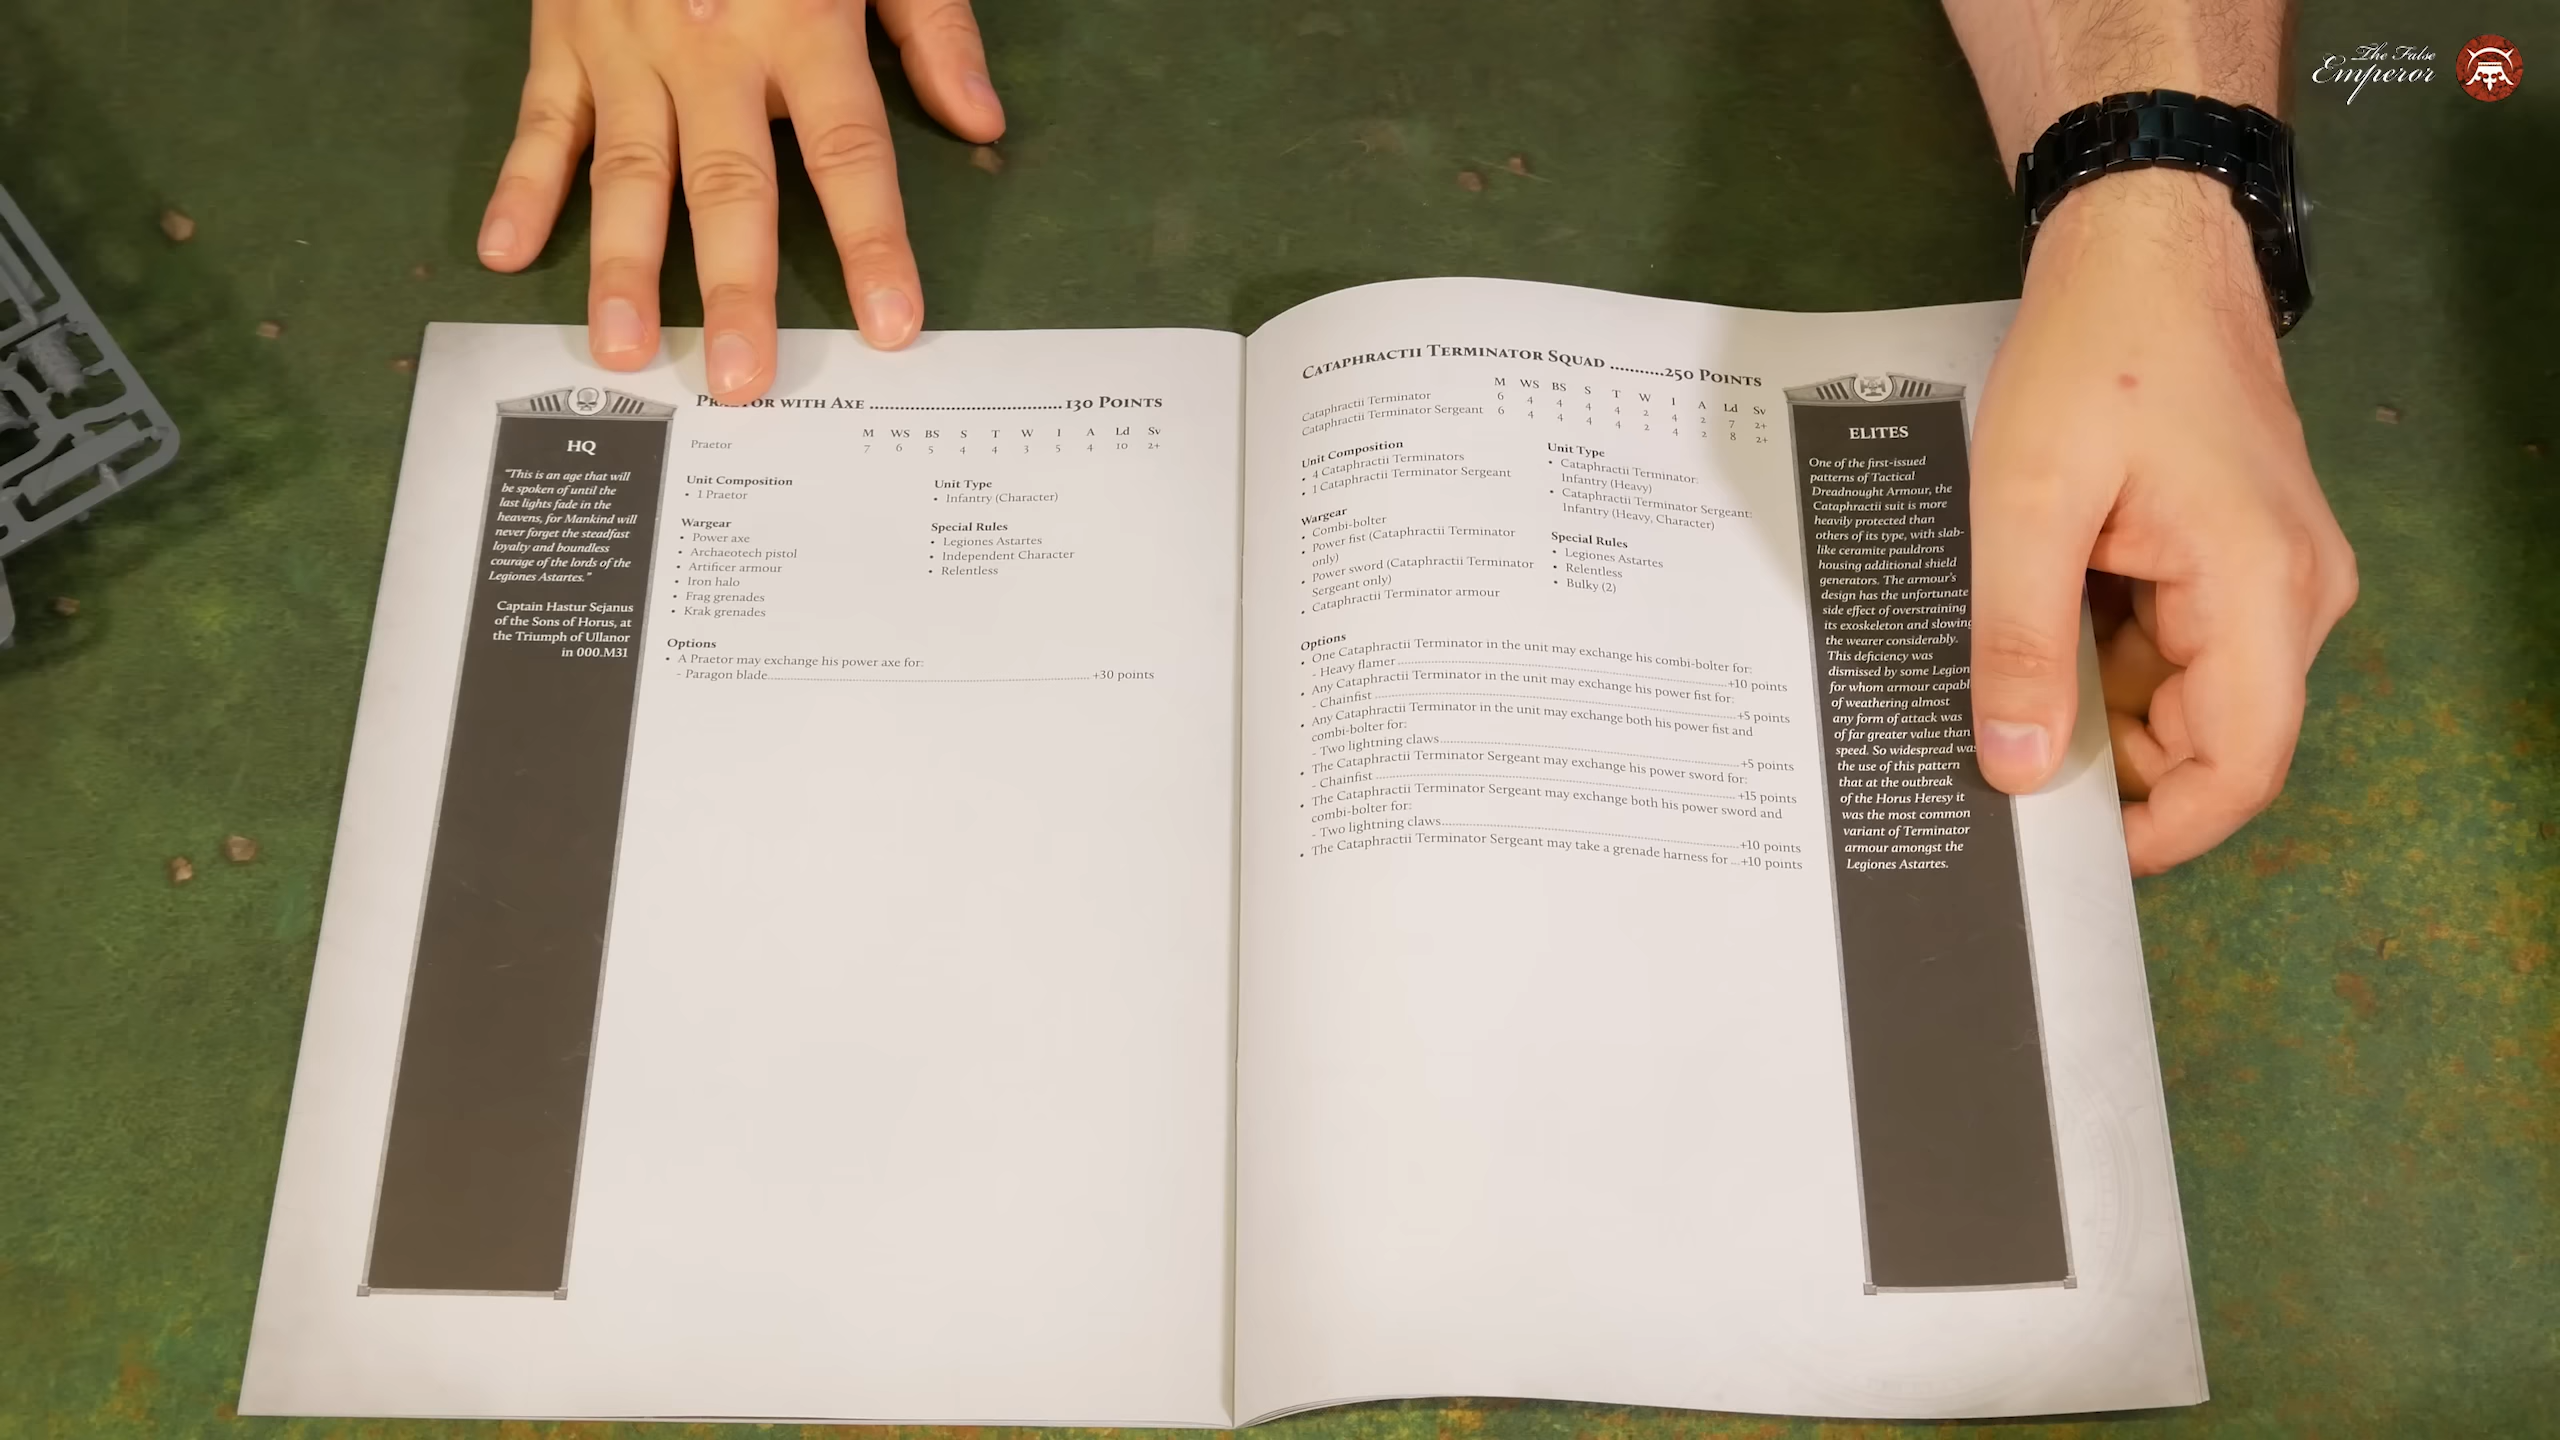 The False
Emperor
HQ
"This is an age that will
be spoken of until the
last lights fade in the
heavens, for Mankind will
never forget the steadfast
loyalty and boundless
courage of the lords of the
Legiones Astartes."
Captain Hastur Sejanus
of the Sons of Horus, at
the Triumph of Ullanor
in 000.M31
with Axe ........ 130 Points
M WS BS S T W I A Ld Sv
Praetor 7 6 5 4 4 3 5 4 10 2+
Unit Composition
• 1 Praetor
Wargear
• Power axe
• Archaeotech pistol
• Artificer armour
• Iron halo
• Frag grenades
• Krak grenades
Unit Type
• Infantry (Character)
Special Rules
• Legiones Astartes
• Independent Character
• Relentless
Options
• A Praetor may exchange his power axe for:
- Paragon blade........ +30 points
Cataphractii Terminator Squad ...........250 Points
M WS BS S T W I A Ld Sv
Cataphractii Terminator 6 4 4 4 4 2 4 2 7 2+
Cataphractii Terminator Sergeant 6 4 4 4 4 2 4 2 8 2+
Unit Composition
• 4 Cataphractii Terminators
• 1 Cataphractii Terminator Sergeant
Wargear
• Combi-bolter
• Power fist (Cataphractii Terminator
only)
• Power sword (Cataphractii Terminator
Sergeant only)
• Cataphractii Terminator armour
Unit Type
• Cataphractii Terminator:
Infantry (Heavy)
• Cataphractii Terminator Sergeant:
Infantry (Heavy, Character)
Special Rules
• Legiones Astartes
• Relentless
• Bulky (2)
Options
• One Cataphractii Terminator in the unit may exchange his combi-bolter for:
- Heavy flamer ........ +10 points
• Any Cataphractii Terminator in the unit may exchange his power fist for:
- Chainfist ........ +5 points
• Any Cataphractii Terminator in the unit may exchange both his power fist and
combi-bolter for:
- Two lightning claws........ +5 points
• The Cataphractii Terminator Sergeant may exchange his power sword for:
- Chainfist ........ +15 points
• The Cataphractii Terminator Sergeant may exchange both his power sword and
combi-bolter for:
- Two lightning claws........ +10 points
• The Cataphractii Terminator Sergeant may take a grenade harness for ...+10 points
ELITES
One of the first-issued
patterns of Tactical
Dreadnought Armour, the
Cataphractii suit is more
heavily protected than
others of its type, with slab-
like ceramite pauldrons
housing additional shield
generators. The armour's
design has the unfortunate
side effect of overstraining
its exoskeleton and slowing
the wearer considerably.
This deficiency was
dismissed by some Legion
for whom armour
of weathering almost
any form of attack was
of far greater value than
speed. So widespread was
the use of this pattern
that at the outbreak
of the Horus Heresy it
was the most common
variant of Terminator
armour amongst the
Legiones Astartes.